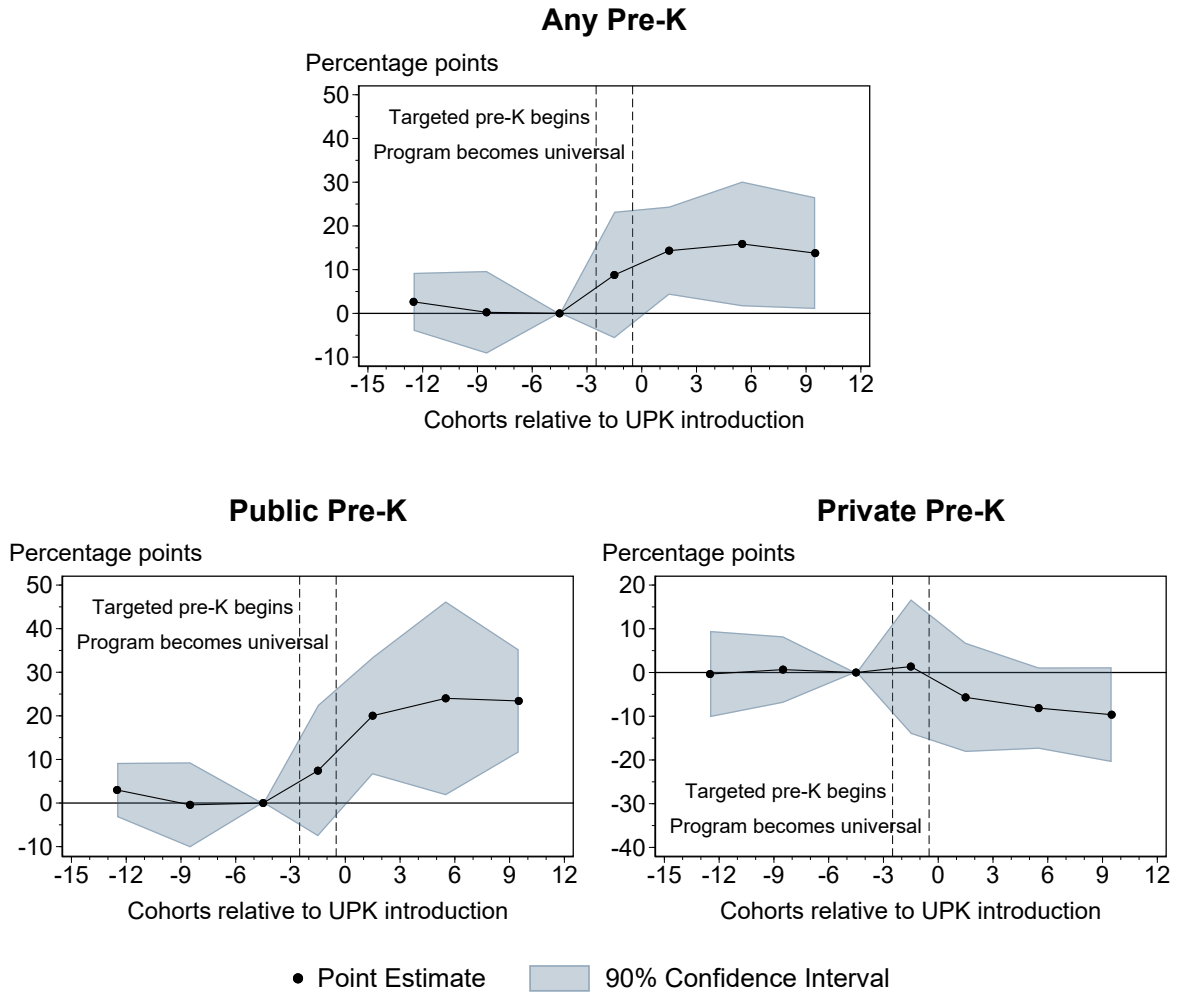 Any Pre-K
Percentage points
50
40
30
20
10
0
-10
Targeted pre-K begins
Program becomes universal
-15 -12 -9 -6 -3 0 3 6 9 12
Cohorts relative to UPK introduction
Public Pre-K
Percentage points
50
40
30
20
10
0
-10
Targeted pre-K begins
Program becomes universal
-15 -12 -9 -6 -3 0 3 6 9 12
Cohorts relative to UPK introduction
Private Pre-K
Percentage points
20
10
0
-10
-20
-30
-40
Targeted pre-K begins
Program becomes universal
-15 -12 -9 -6 -3 0 3 6 9 12
Cohorts relative to UPK introduction
Point Estimate
90% Confidence Interval